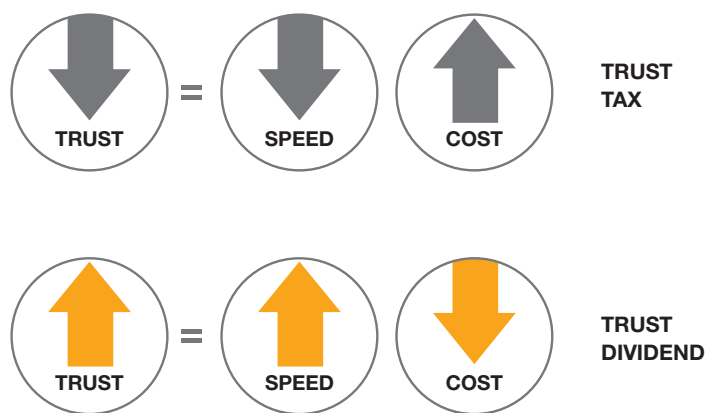 TRUST
=
SPEED
COST
TRUST
TAX
TRUST
=
SPEED
COST
TRUST
DIVIDEND